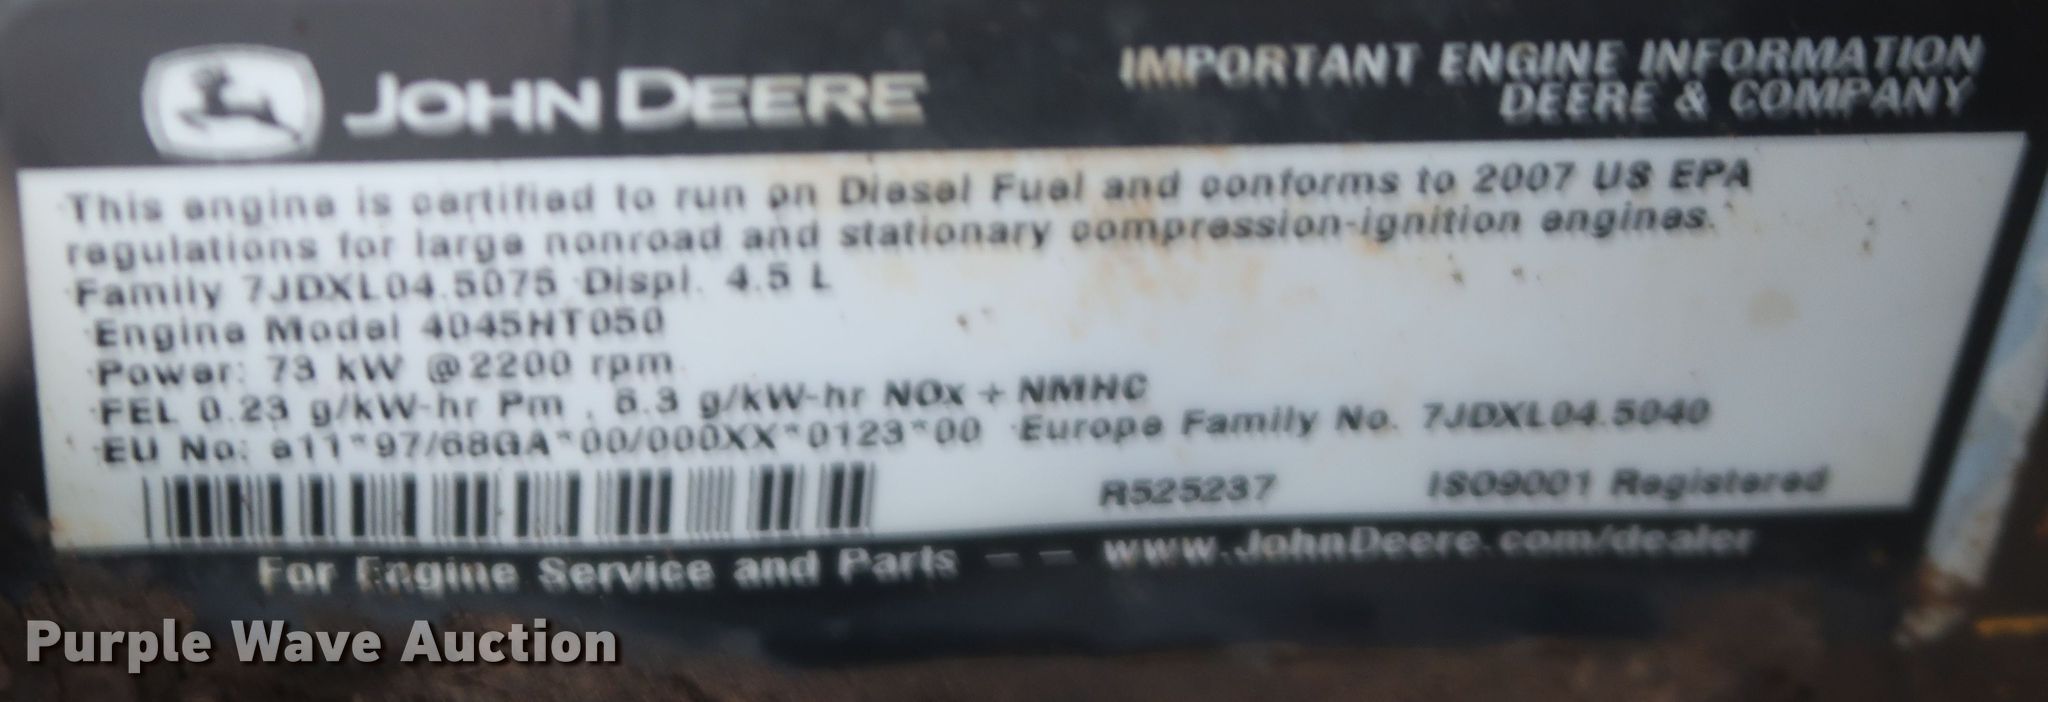 JOHN DEERE
IMPORTANT ENGINE INFORMATION
DEERE & COMPANY
This engine is certified to run on Diesel Fuel and conforms to 2007 US EPA
regulations for large nonroad and stationary compression-ignition engines.
Family 7JDXL04.5075 Displ. 4.5 L
Engine Model 4045HT050
Power: 73 kW @2200 rpm
FEL 0.23 g/kW-hr Pm , 6.3 g/kW-hr NOx + NMHC
EU No: e11*97/68GA*00/000XX*0123*00 Europe Family No. 7JDXL04.5040
R525237 ISO9001 Registered
For Engine Service and Parts -- www.JohnDeere.com/dealer
Purple Wave Auction